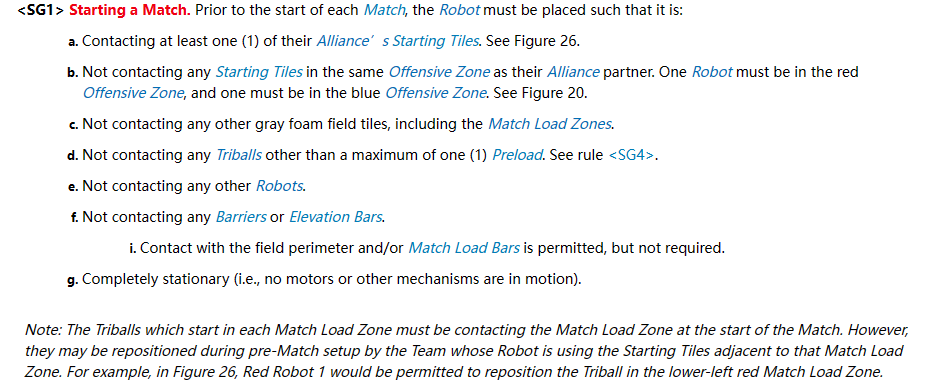 <SG1> Starting a Match. Prior to the start of each Match, the Robot must be placed such that it is:
a. Contacting at least one (1) of their Alliance’s Starting Tiles. See Figure 26.
b. Not contacting any Starting Tiles in the same Offensive Zone as their Alliance partner. One Robot must be in the red
Offensive Zone, and one must be in the blue Offensive Zone. See Figure 20.
c. Not contacting any other gray foam field tiles, including the Match Load Zones.
d. Not contacting any Triballs other than a maximum of one (1) Preload. See rule <SG4>.
e. Not contacting any other Robots.
f. Not contacting any Barriers or Elevation Bars.
i. Contact with the field perimeter and/or Match Load Bars is permitted, but not required.
g. Completely stationary (i.e., no motors or other mechanisms are in motion).
Note: The Triballs which start in each Match Load Zone must be contacting the Match Load Zone at the start of the Match. However,
they may be repositioned during pre-Match setup by the Team whose Robot is using the Starting Tiles adjacent to that Match Load
Zone. For example, in Figure 26, Red Robot 1 would be permitted to reposition the Triball in the lower-left red Match Load Zone.